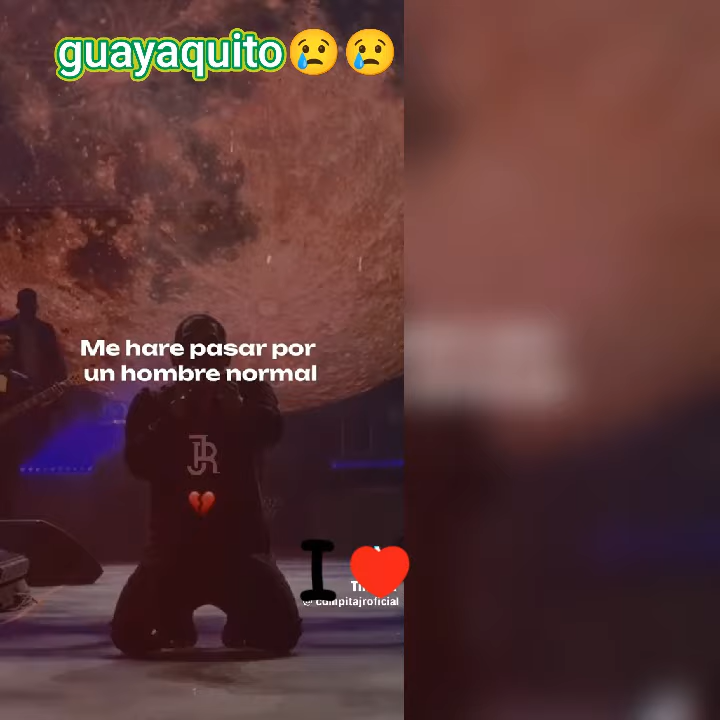 guayaquito😢😢
Me hare pasar por
un hombre normal
JR
💔
I ❤️